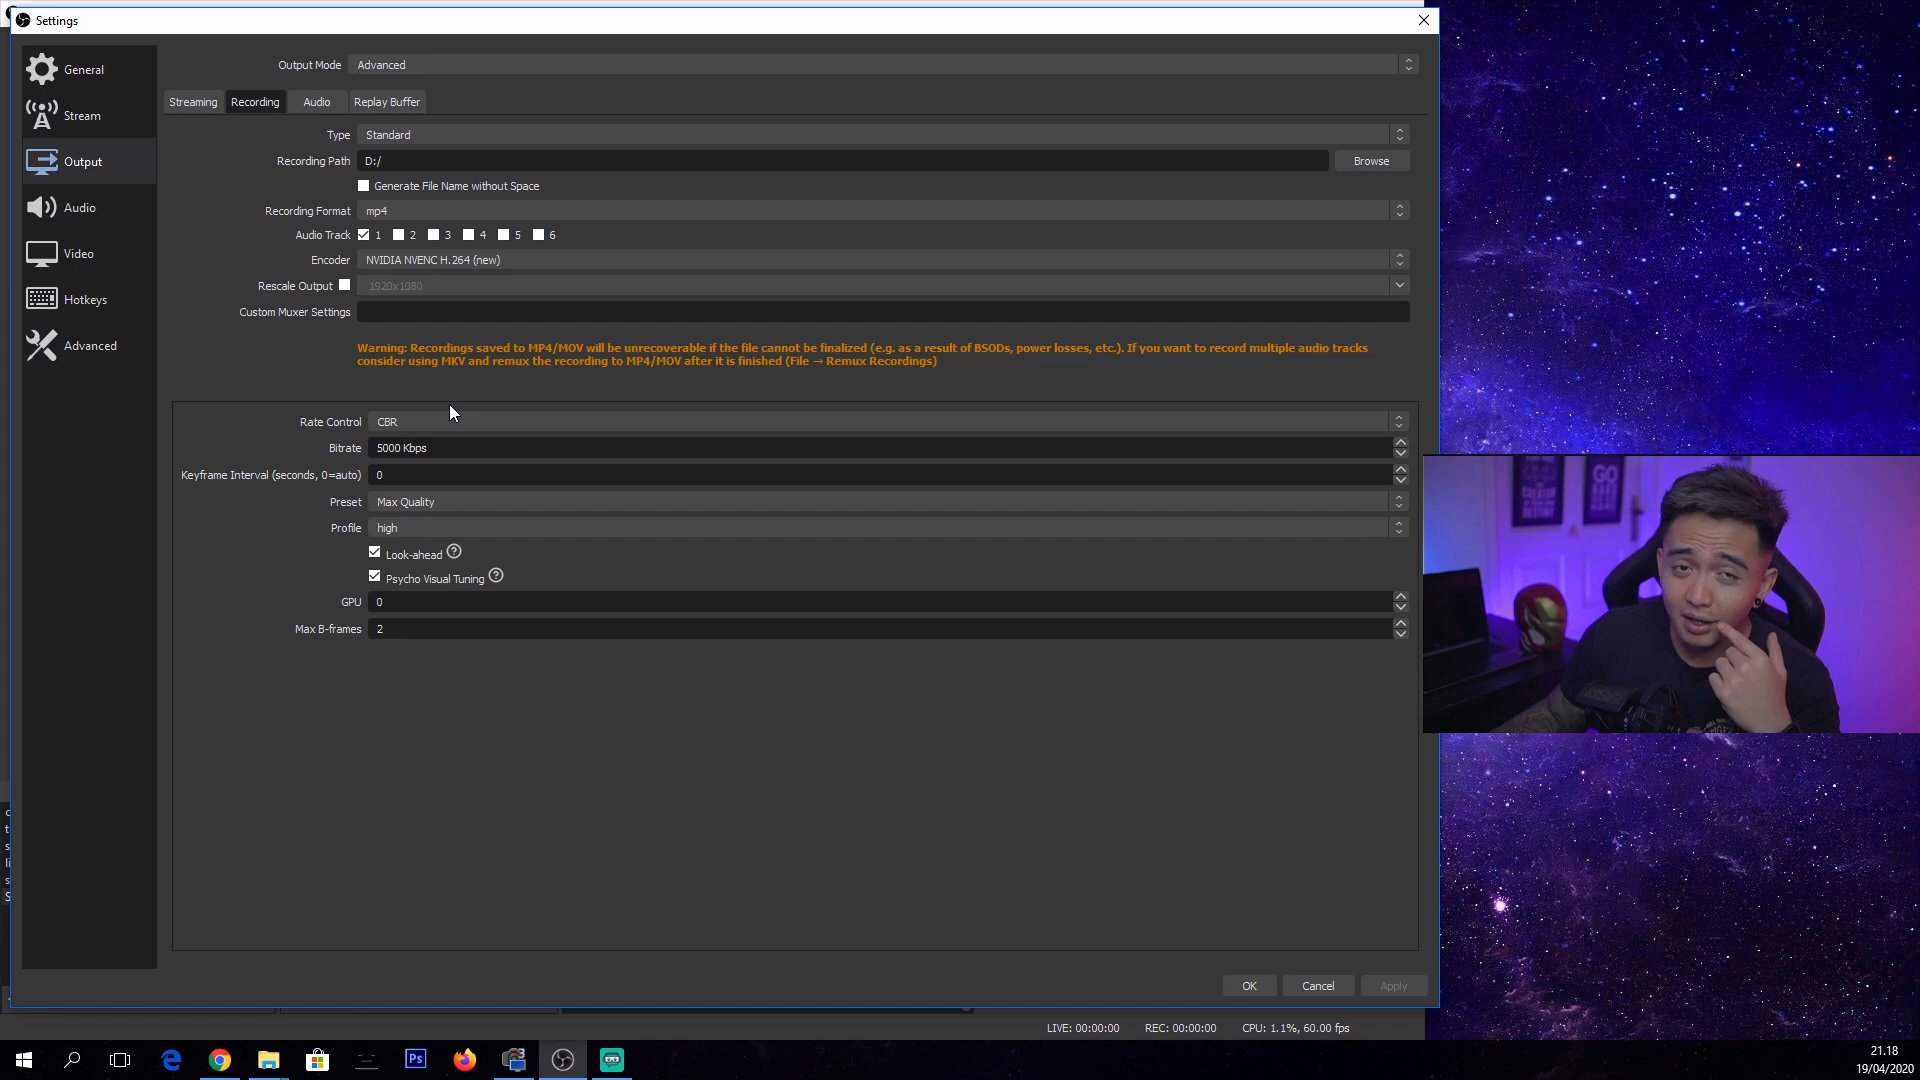 Settings
General
Stream
Output
Audio
Video
Hotkeys
Advanced
Output Mode Advanced
Streaming Recording Audio Replay Buffer
Type Standard
Recording Path D:/ Browse
Generate File Name without Space
Recording Format mp4
Audio Track 1 2 3 4 5 6
Encoder NVIDIA NVENC H.264 (new)
Rescale Output 1920x1080
Custom Muxer Settings
Warning: Recordings saved to MP4/MOV will be unrecoverable if the file cannot be finalized (e.g. as a result of BSODs, power losses, etc.). If you want to record multiple audio tracks
consider using MKV and remux the recording to MP4/MOV after it is finished (File → Remux Recordings)
Rate Control CBR
Bitrate 5000 Kbps
Keyframe Interval (seconds, 0=auto) 0
Preset Max Quality
Profile high
Look-ahead ?
Psycho Visual Tuning ?
GPU 0
Max B-frames 2
OK Cancel Apply
LIVE: 00:00:00 REC: 00:00:00 CPU: 1.1%, 60.00 fps
Ps
21.18
19/04/2020
GO
CREATOR
DESTINY